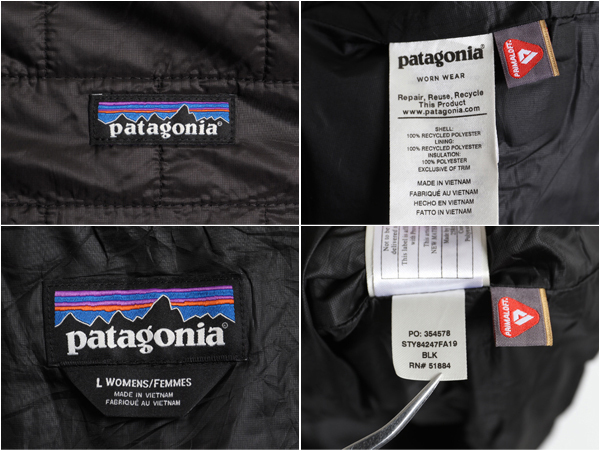 patagonia®
patagonia®
WORN WEAR
Repair, Reuse, Recycle
This Product
www.patagonia.com
SHELL:
100% RECYCLED POLYESTER
LINING:
100% RECYCLED POLYESTER
INSULATION:
100% POLYESTER
EXCLUSIVE OF TRIM
MADE IN VIETNAM
FABRIQUÉ AU VIETNAM
HECHO EN VIETNAM
FATTO IN VIETNAM
PRIMALOFT
patagonia®
L WOMENS/FEMMES
MADE IN VIETNAM
FABRIQUÉ AU VIETNAM
PO: 354578
STY84247FA19
BLK
RN# 51884
PRIMALOFT